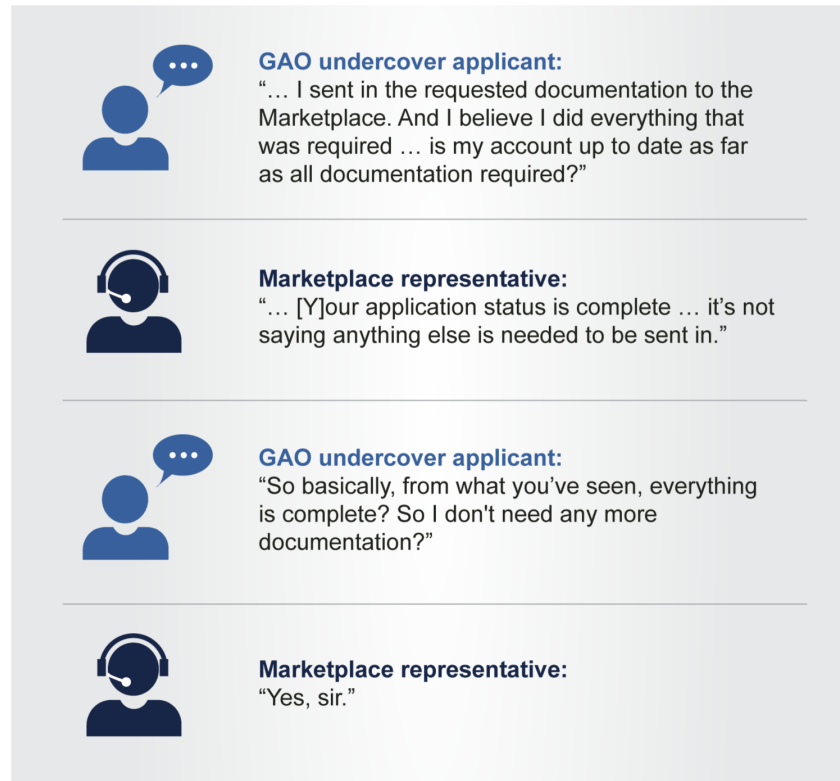 GAO undercover applicant:
“… I sent in the requested documentation to the
Marketplace. And I believe I did everything that
was required … is my account up to date as far
as all documentation required?”
Marketplace representative:
“… [Y]our application status is complete … it’s not
saying anything else is needed to be sent in.”
GAO undercover applicant:
“So basically, from what you’ve seen, everything
is complete? So I don't need any more
documentation?”
Marketplace representative:
“Yes, sir.”